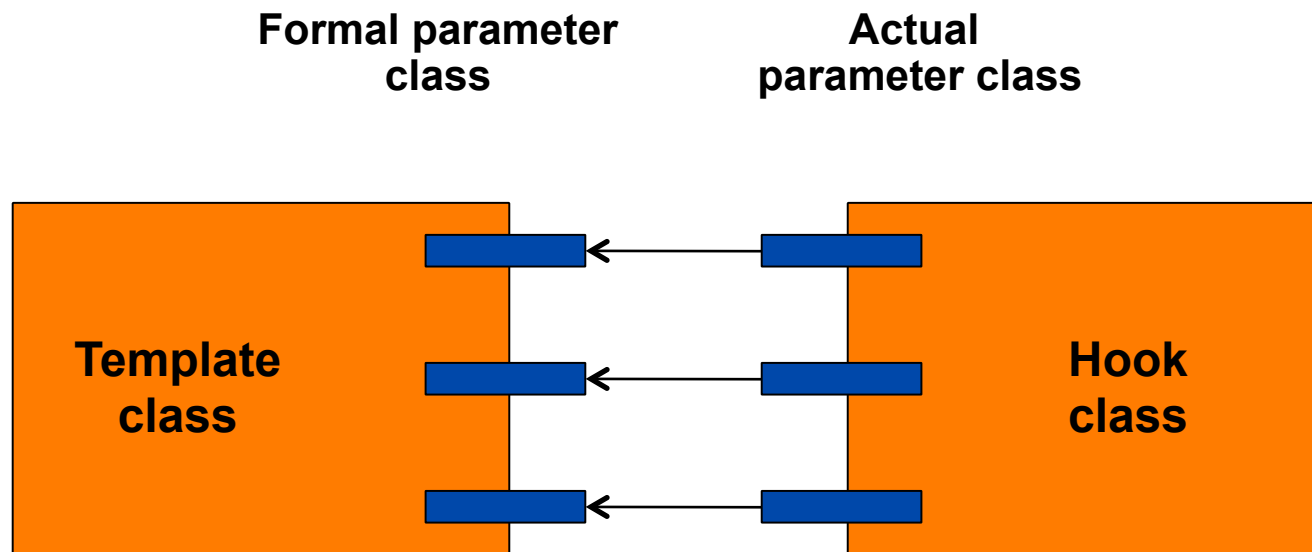 Formal parameter
class
Actual
parameter class
Template
class
Hook
class